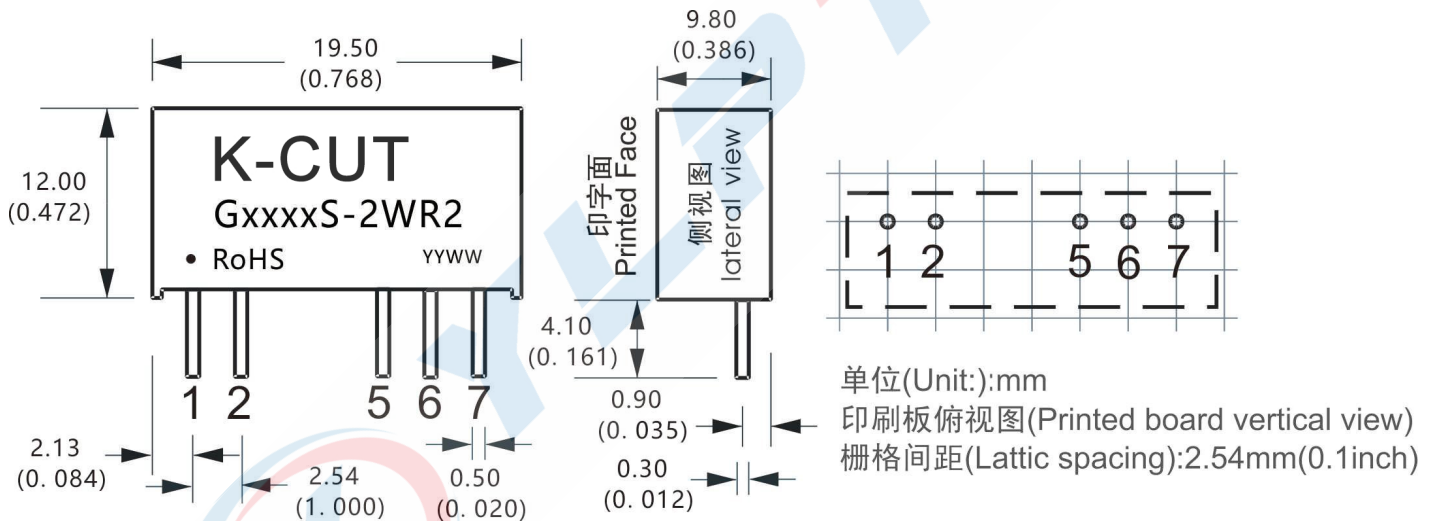 19.50
(0.768)
12.00
(0.472)
K-CUT
GxxxxS-2WR2
RoHS
YYWW
1 2 5 6 7
2.13
(0. 084)
2.54
(1. 000)
0.50
(0. 020)
9.80
(0.386)
印字面
Printed Face
侧视图
lateral view
4.10
(0. 161)
0.90
(0. 035)
0.30
(0. 012)
1 2 5 6 7
单位(Unit:):mm
印刷板俯视图(Printed board vertical view)
栅格间距(Lattic spacing):2.54mm(0.1inch)
YLPT